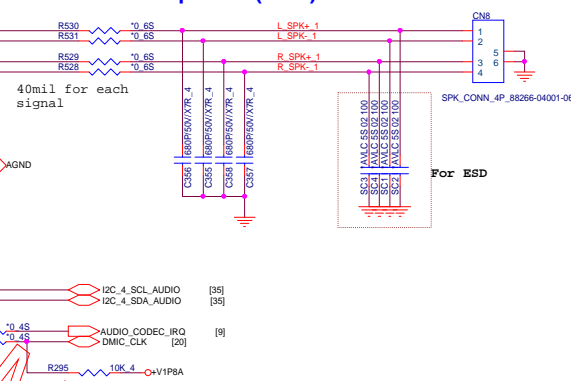 R530 *0_6S L_SPK+_1 CN8
R531 *0_6S L_SPK-_1 1
2
R529 *0_6S R_SPK+_1 3 5
R528 *0_6S R_SPK-_1 4 6
40mil for each
signal
SPK_CONN_4P_88266-04001-06
680P/50V/X7R_4
680P/50V/X7R_4
680P/50V/X7R_4
680P/50V/X7R_4
C356
C355
C358
C357
*AVLC 5S 02 100
*AVLC 5S 02 100
*AVLC 5S 02 100
*AVLC 5S 02 100
SC3
SC4
SC1
SC2
For ESD
AGND
I2C_4_SCL_AUDIO [35]
I2C_4_SDA_AUDIO [35]
*0_4S AUDIO_CODEC_IRQ [9]
*0_4S DMIC_CLK [20]
R295 10K_4 +V1P8A